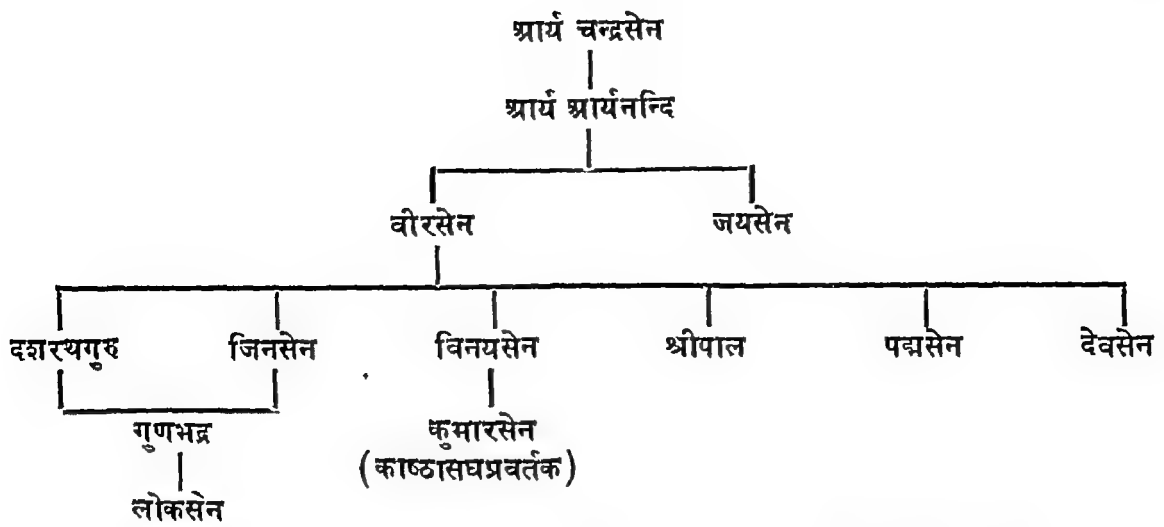 आर्य चन्द्रसेन
आर्य आर्यनन्दि
वीरसेन जयसेन
दशरथगुरु जिनसेन विनयसेन श्रीपाल पद्मसेन देवसेन
गुणभद्र कुमारसेन
(काष्ठासघप्रवर्तक)
लोकसेन